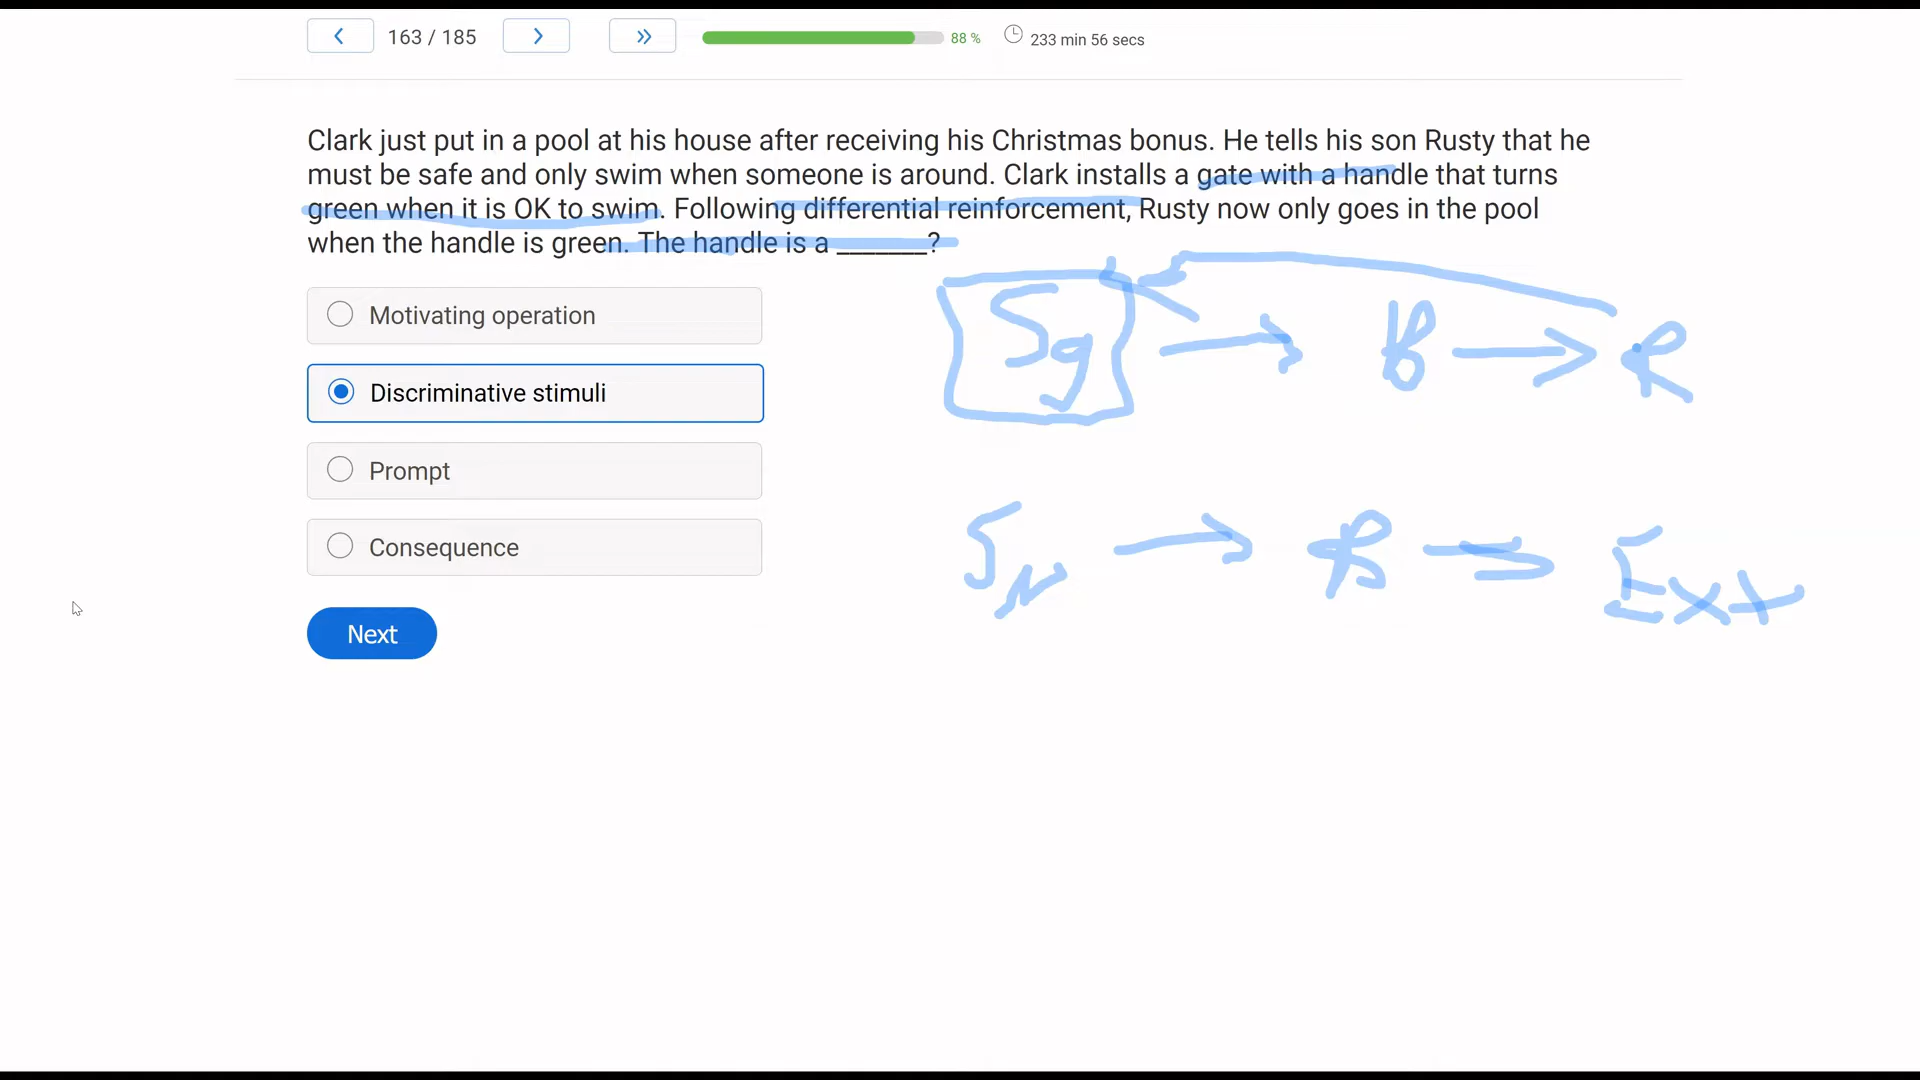 163 / 185
88 %
233 min 56 secs
Clark just put in a pool at his house after receiving his Christmas bonus. He tells his son Rusty that he
must be safe and only swim when someone is around. Clark installs a gate with a handle that turns
green when it is OK to swim. Following differential reinforcement, Rusty now only goes in the pool
when the handle is green. The handle is a _______?
Motivating operation
Discriminative stimuli
Prompt
Consequence
Next
Sg → B → R
SN → B → Ext